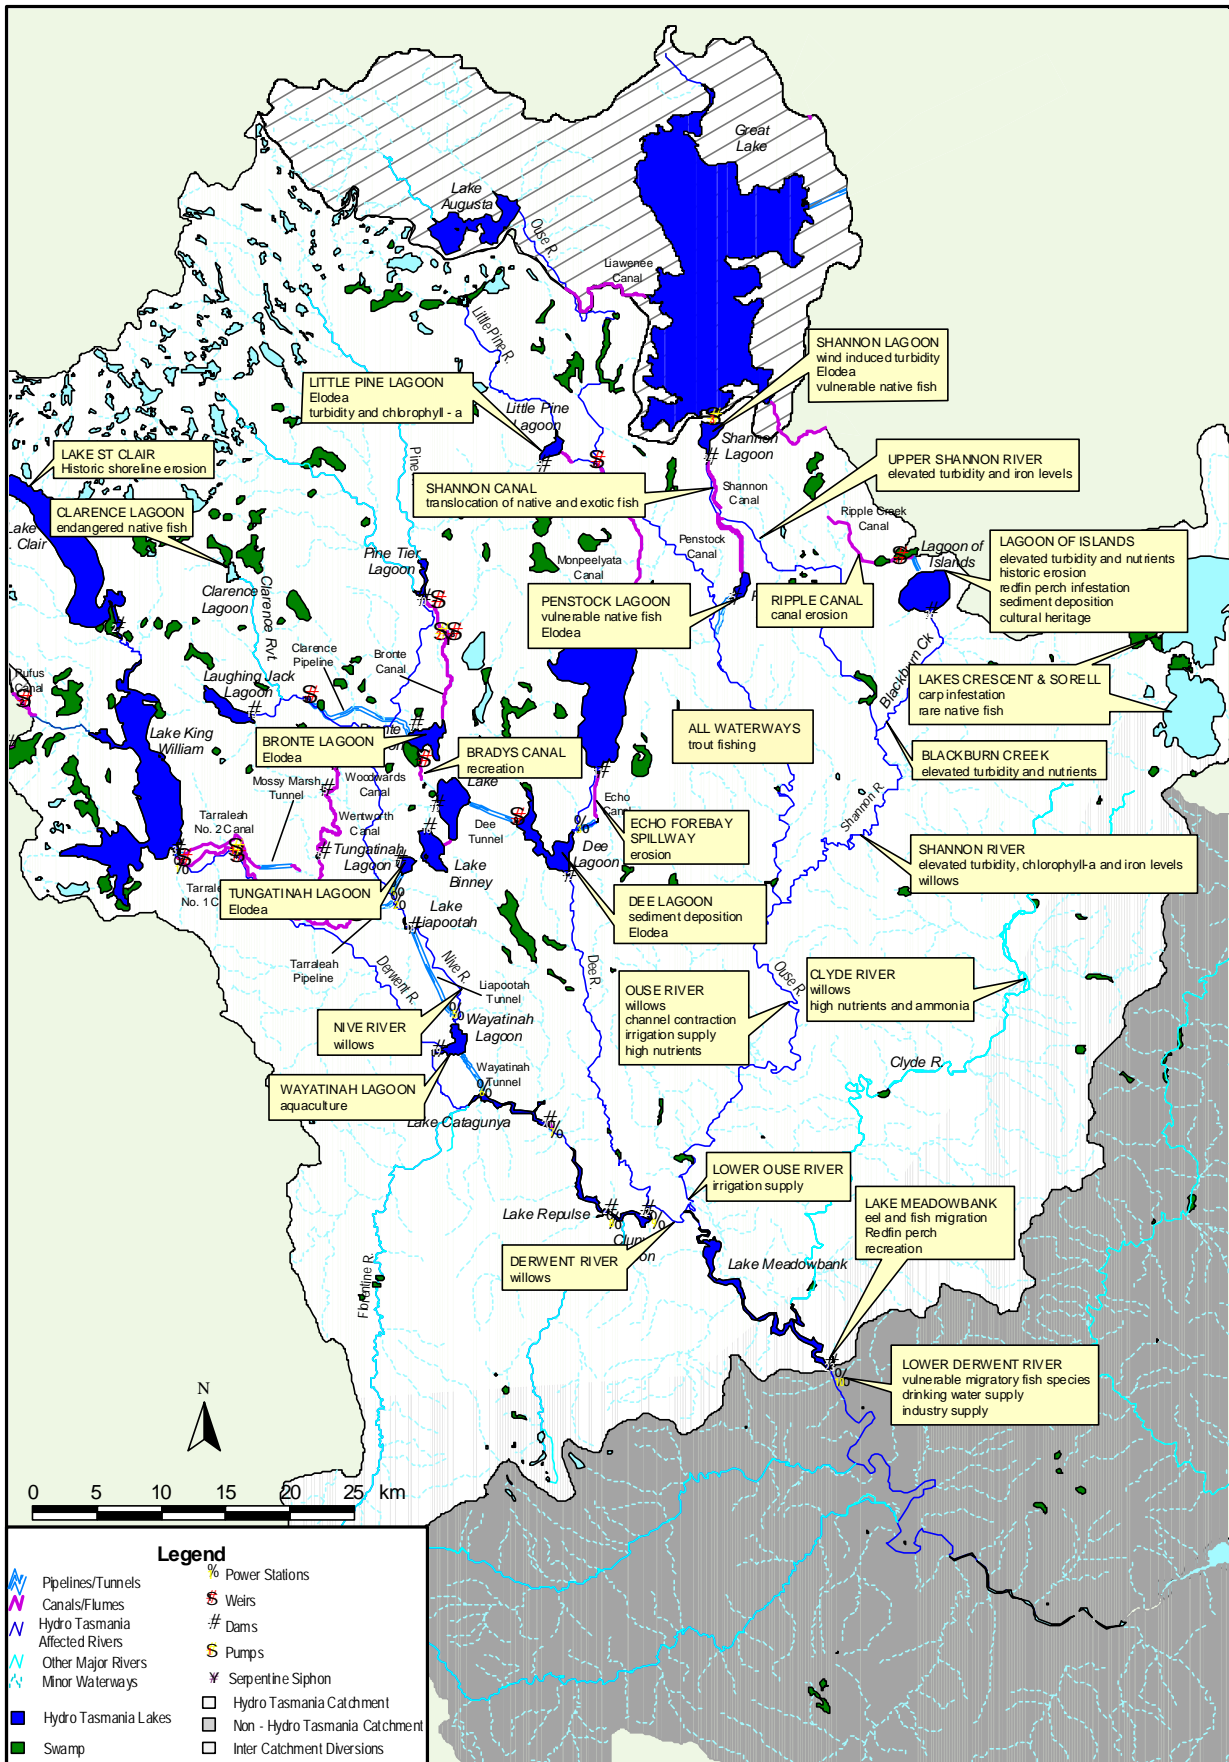 Great
Lake
Lake
Augusta
Ouse R.
Liawenee
Canal
Little Pine R.
SHANNON LAGOON
wind induced turbidity
Elodea
vulnerable native fish
LITTLE PINE LAGOON
Elodea
turbidity and chlorophyll - a
Little Pine
Lagoon
Shannon
Lagoon
LAKE ST CLAIR
Historic shoreline erosion
UPPER SHANNON RIVER
elevated turbidity and iron levels
SHANNON CANAL
translocation of native and exotic fish
Shannon
Canal
CLARENCE LAGOON
endangered native fish
Clair
Ripple Creek
Canal
LAGOON OF ISLANDS
elevated turbidity and nutrients
historic erosion
redfin perch infestation
sediment deposition
cultural heritage
Lagoon of
Islands
Penstock
Canal
Pine Tier
Lagoon
Monpeelyata
Canal
Clarence
Lagoon
Clarence Rvt.
PENSTOCK LAGOON
vulnerable native fish
Elodea
RIPPLE CANAL
canal erosion
Clarence
Pipeline
Bronte
Canal
Blackburn Ck
LAKES CRESCENT & SORELL
carp infestation
rare native fish
Rufus
Canal
Laughing Jack
Lagoon
Lake King
William
BRONTE LAGOON
Elodea
BRADYS CANAL
recreation
ALL WATERWAYS
trout fishing
BLACKBURN CREEK
elevated turbidity and nutrients
Mossy Marsh
Tunnel
Woodwards
Canal
Lake
Shannon R.
Tarraleah
No. 2 Canal
Wentworth
Canal
Echo
Dee
Tunnel
ECHO FOREBAY
SPILLWAY
erosion
Tungatinah
Lagoon
Dee
Lagoon
SHANNON RIVER
elevated turbidity, chlorophyll-a and iron levels
willows
Lake
Binney
No. 1 C
TUNGATINAH LAGOON
Elodea
DEE LAGOON
sediment deposition
Elodea
Lake
Liapootah
Tarraleah
Pipeline
Derwent R.
Nive R.
Dee R.
Ouse R.
Liapootah
Tunnel
OUSE RIVER
willows
channel contraction
irrigation supply
high nutrients
CLYDE RIVER
willows
high nutrients and ammonia
NIVE RIVER
willows
Wayatinah
Lagoon
Wayatinah
Tunnel
Clyde R.
WAYATINAH LAGOON
aquaculture
Lake Catagunya
LOWER OUSE RIVER
irrigation supply
LAKE MEADOWBANK
eel and fish migration
Redfin perch
recreation
Lake Repulse
DERWENT RIVER
willows
Lake Meadowbank
Florentine R.
LOWER DERWENT RIVER
vulnerable migratory fish species
drinking water supply
industry supply
N
0 5 10 15 20 25 km
Legend
Pipelines/Tunnels
Canals/Flumes
Hydro Tasmania
Affected Rivers
Other Major Rivers
Minor Waterways
Hydro Tasmania Lakes
Swamp
% Power Stations
Weirs
# Dams
S Pumps
¥ Serpentine Siphon
Hydro Tasmania Catchment
Non - Hydro Tasmania Catchment
Inter Catchment Diversions